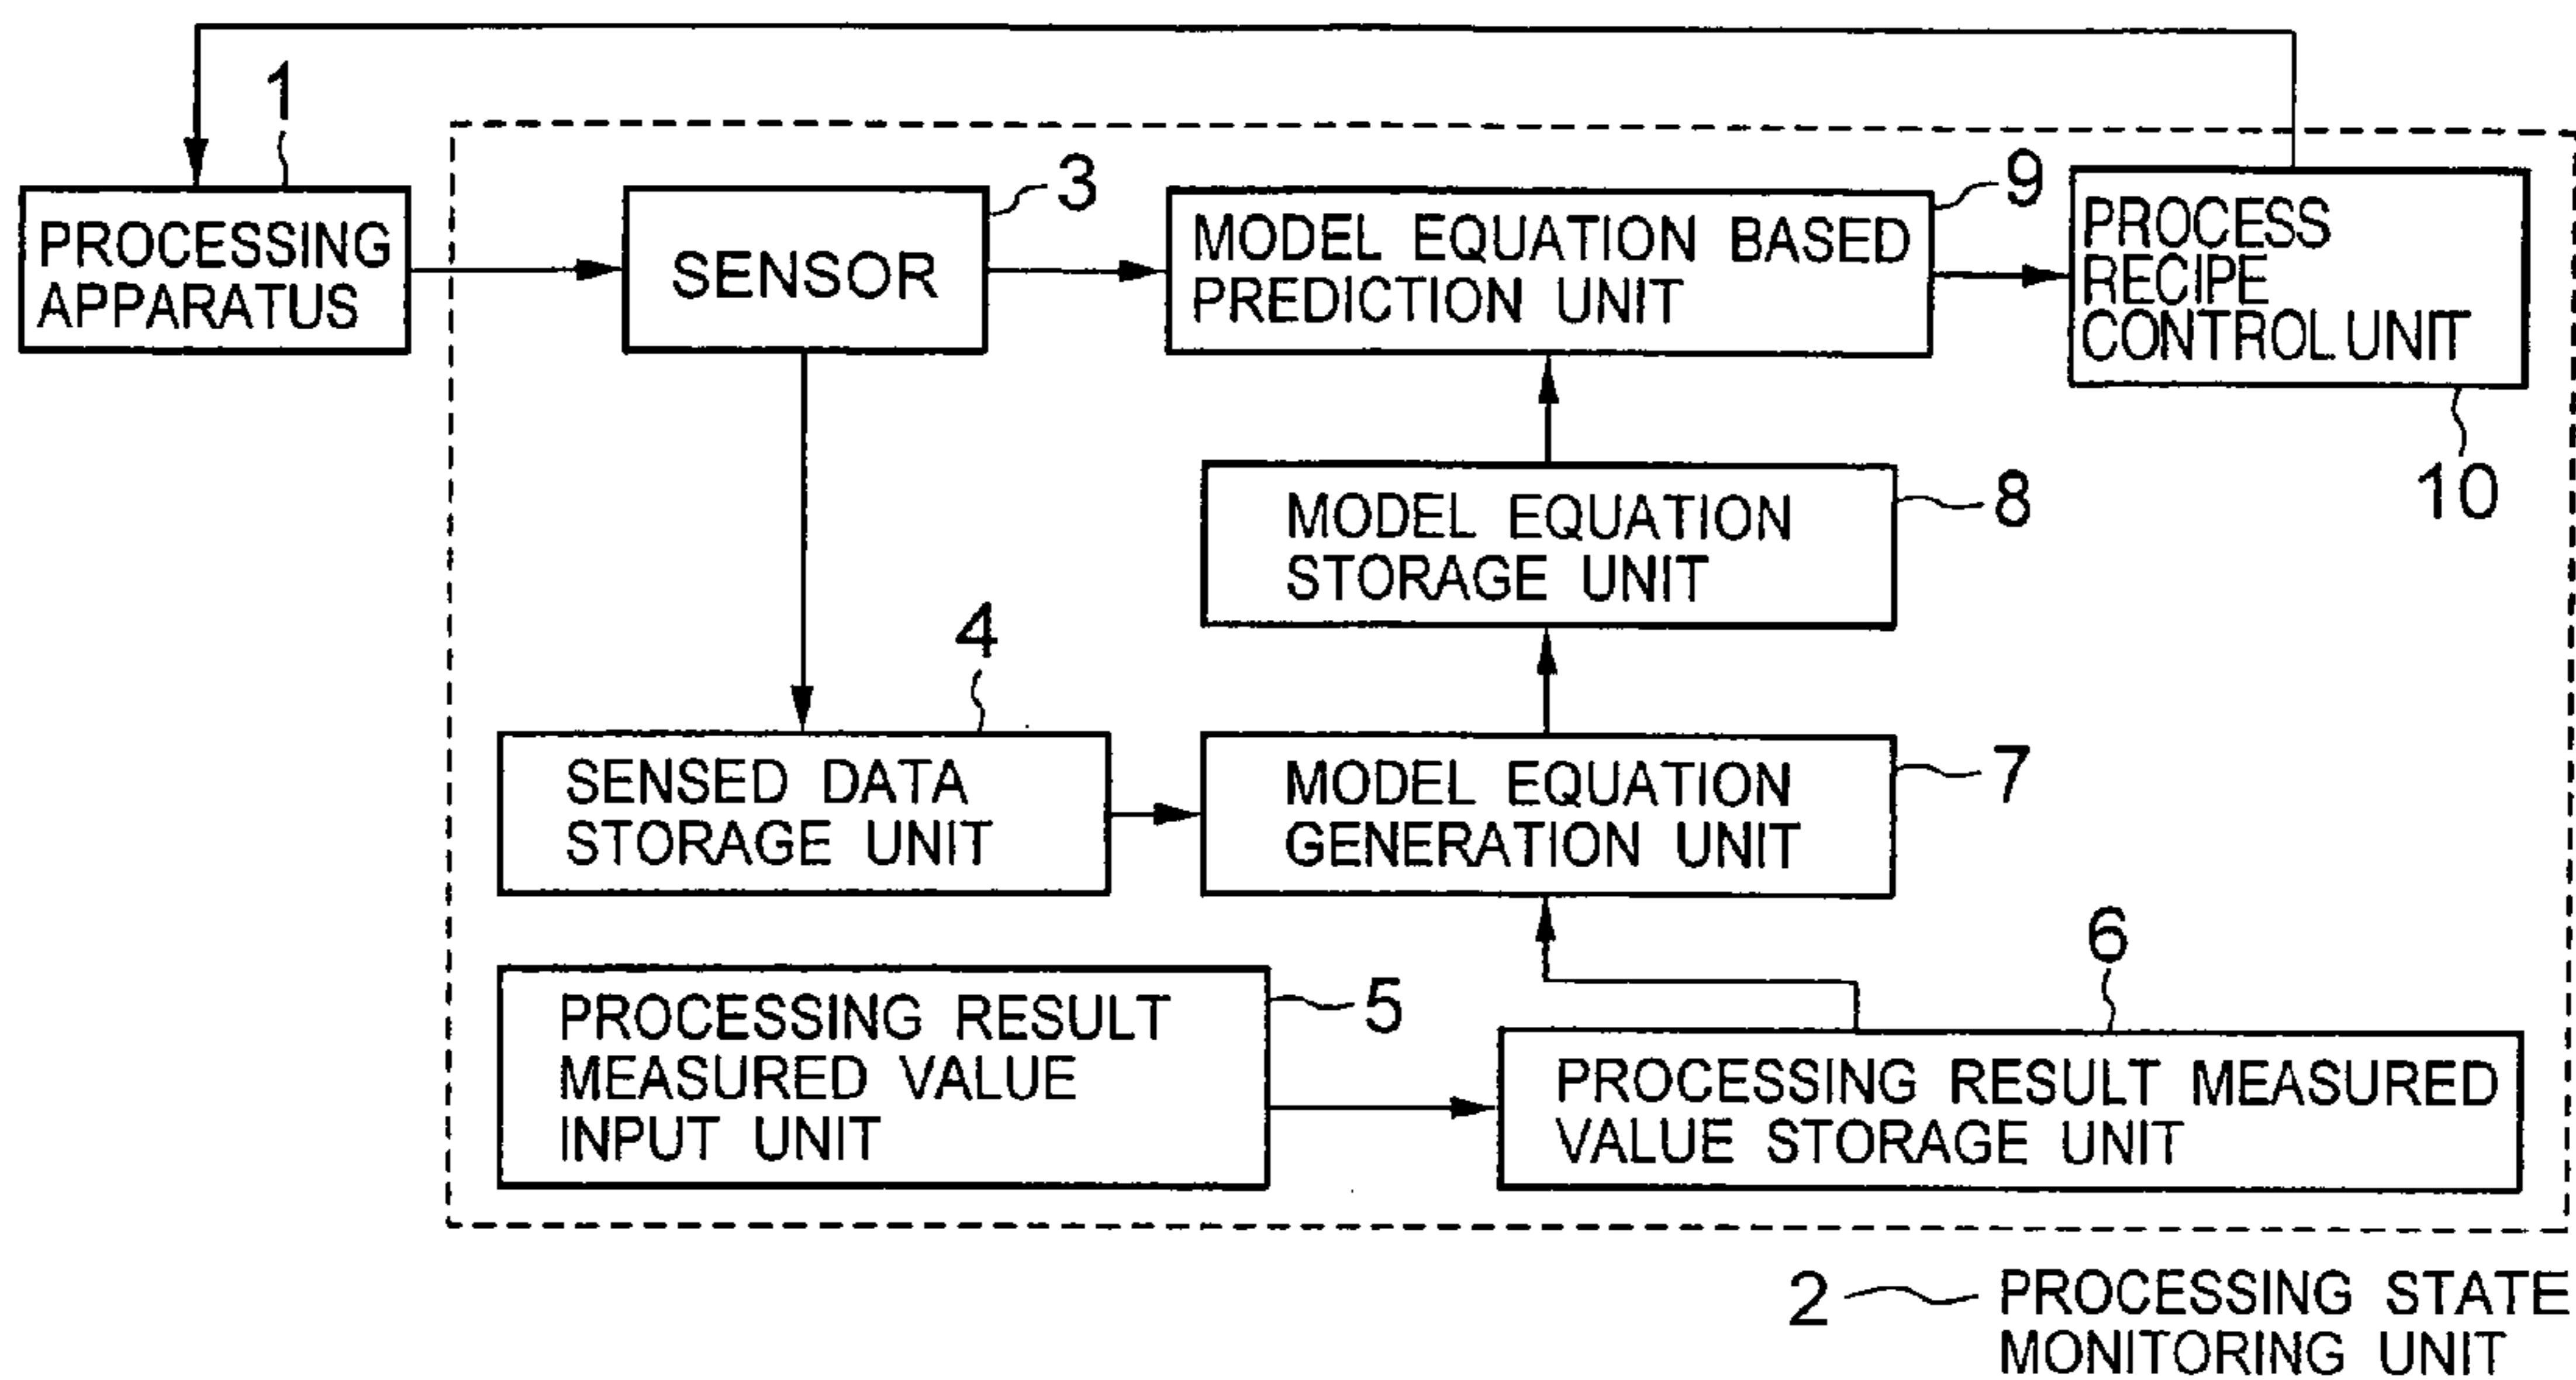 1
PROCESSING
APPARATUS
3
SENSOR
9
MODEL EQUATION BASED
PREDICTION UNIT
PROCESS
RECIPE
CONTROL UNIT
10
8
MODEL EQUATION
STORAGE UNIT
4
SENSED DATA
STORAGE UNIT
7
MODEL EQUATION
GENERATION UNIT
5
PROCESSING RESULT
MEASURED VALUE
INPUT UNIT
6
PROCESSING RESULT MEASURED
VALUE STORAGE UNIT
2 PROCESSING STATE
MONITORING UNIT